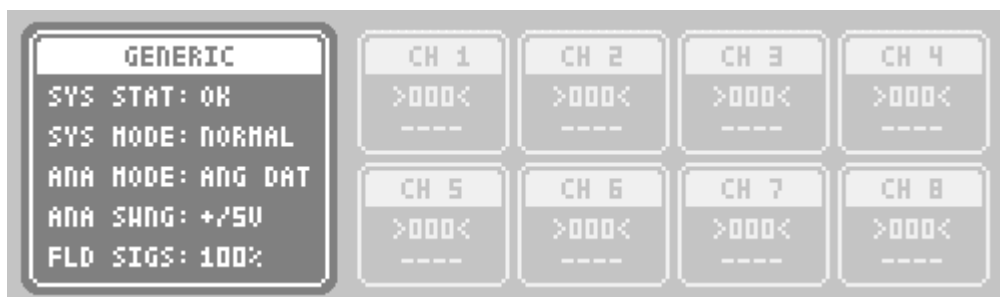 GENERIC
SYS STAT: OK
SYS MODE: NORMAL
ANA MODE: ANG DAT
ANA SWNG: +/5V
FLD SIGS: 100%
CH 1 CH 2 CH 3 CH 4
>000< >000< >000< >000<
---- ---- ---- ----
CH 5 CH 6 CH 7 CH 8
>000< >000< >000< >000<
---- ---- ---- ----